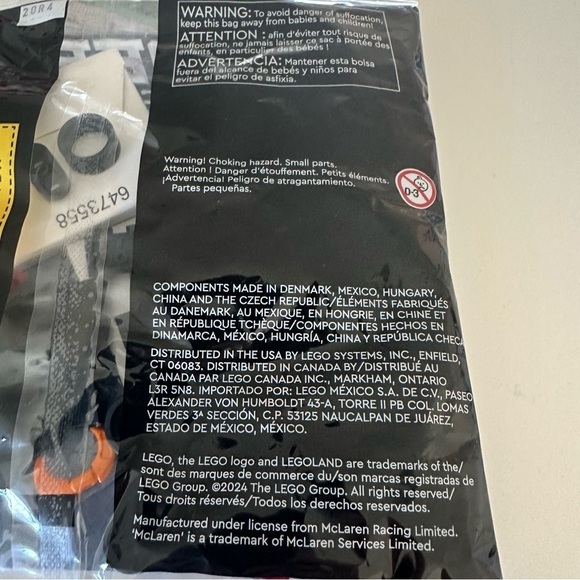 20R4
WARNING: To avoid danger of suffocation,
keep this bag away from babies and children!
ATTENTION : afin d'éviter tout risque de
suffocation, ne jamais laisser ce sac à portée des
enfants, en particulier des bébés !
ADVERTENCIA: Mantener esta bolsa
fuera del alcance de bebés y niños para
evitar el peligro de asfixia.
Warning! Choking hazard. Small parts.
Attention ! Danger d'étouffement. Petits éléments.
¡Advertencia! Peligro de atragantamiento.
Partes pequeñas.
0-3
6473558
COMPONENTS MADE IN DENMARK, MEXICO, HUNGARY,
CHINA AND THE CZECH REPUBLIC/ÉLÉMENTS FABRIQUÉS
AU DANEMARK, AU MEXIQUE, EN HONGRIE, EN CHINE ET
EN RÉPUBLIQUE TCHÈQUE/COMPONENTES HECHOS EN
DINAMARCA, MÉXICO, HUNGRÍA, CHINA Y REPÚBLICA CHECA
DISTRIBUTED IN THE USA BY LEGO SYSTEMS, INC., ENFIELD,
CT 06083. DISTRIBUTED IN CANADA BY/DISTRIBUÉ AU
CANADA PAR LEGO CANADA INC., MARKHAM, ONTARIO
L3R 5N8. IMPORTADO POR: LEGO MÉXICO S.A. DE C.V., PASEO
ALEXANDER VON HUMBOLDT 43-A, TORRE II PB COL. LOMAS
VERDES 3ª SECCIÓN, C.P. 53125 NAUCALPAN DE JUÁREZ,
ESTADO DE MÉXICO, MÉXICO.
LEGO, the LEGO logo and LEGOLAND are trademarks of the/
sont des marques de commerce du/son marcas registradas de
LEGO Group. ©2024 The LEGO Group. All rights reserved/
Tous droits réservés/Todos los derechos reservados.
Manufactured under license from McLaren Racing Limited.
'McLaren' is a trademark of McLaren Services Limited.